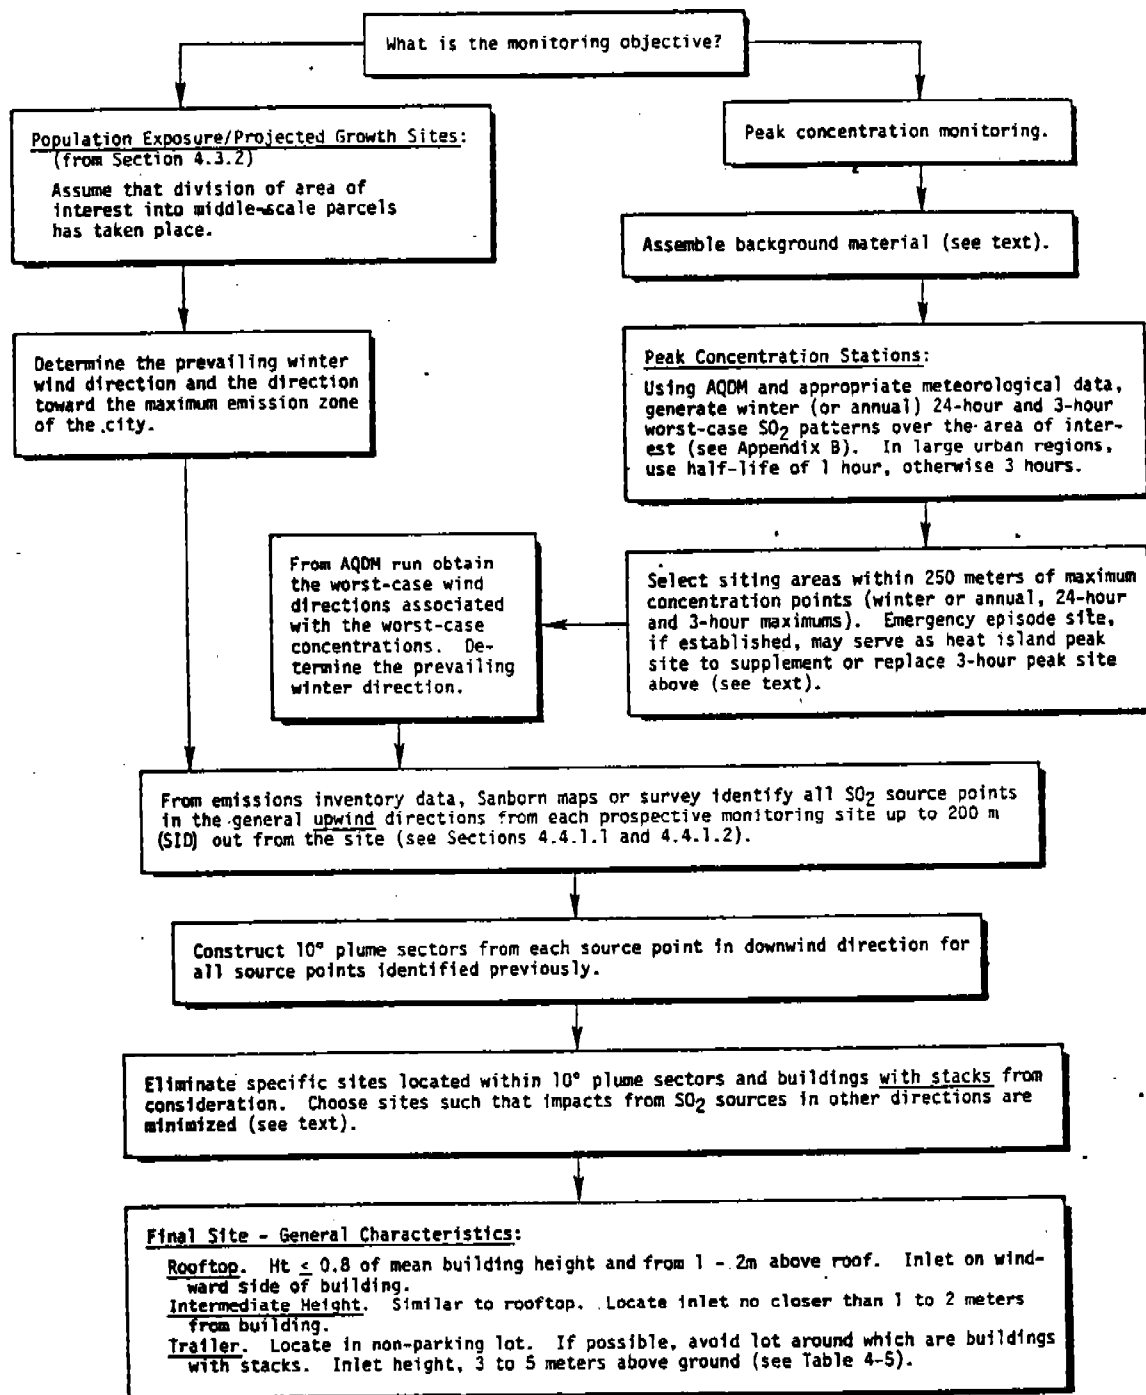 What is the monitoring objective?
Population Exposure/Projected Growth Sites:
(from Section 4.3.2)
Assume that division of area of
interest into middle-scale parcels
has taken place.
Peak concentration monitoring.
Assemble background material (see text).
Determine the prevailing winter
wind direction and the direction
toward the maximum emission zone
of the city.
Peak Concentration Stations:
Using AQDM and appropriate meteorological data,
generate winter (or annual) 24-hour and 3-hour
worst-case SO2 patterns over the area of inter-
est (see Appendix B). In large urban regions,
use half-life of 1 hour, otherwise 3 hours.
From AQDM run obtain
the worst-case wind
directions associated
with the worst-case
concentrations. De-
termine the prevailing
winter direction.
Select siting areas within 250 meters of maximum
concentration points (winter or annual, 24-hour
and 3-hour maximums). Emergency episode site,
if established, may serve as heat island peak
site to supplement or replace 3-hour peak site
above (see text).
From emissions inventory data, Sanborn maps or survey identify all SO2 source points
in the general upwind directions from each prospective monitoring site up to 200 m
(SID) out from the site (see Sections 4.4.1.1 and 4.4.1.2).
Construct 10° plume sectors from each source point in downwind direction for
all source points identified previously.
Eliminate specific sites located within 10° plume sectors and buildings with stacks from
consideration. Choose sites such that impacts from SO2 sources in other directions are
minimized (see text).
Final Site - General Characteristics:
Rooftop. Ht ≤ 0.8 of mean building height and from 1 - 2m above roof. Inlet on wind-
ward side of building.
Intermediate Height. Similar to rooftop. Locate inlet no closer than 1 to 2 meters
from building.
Trailer. Locate in non-parking lot. If possible, avoid lot around which are buildings
with stacks. Inlet height, 3 to 5 meters above ground (see Table 4-5).